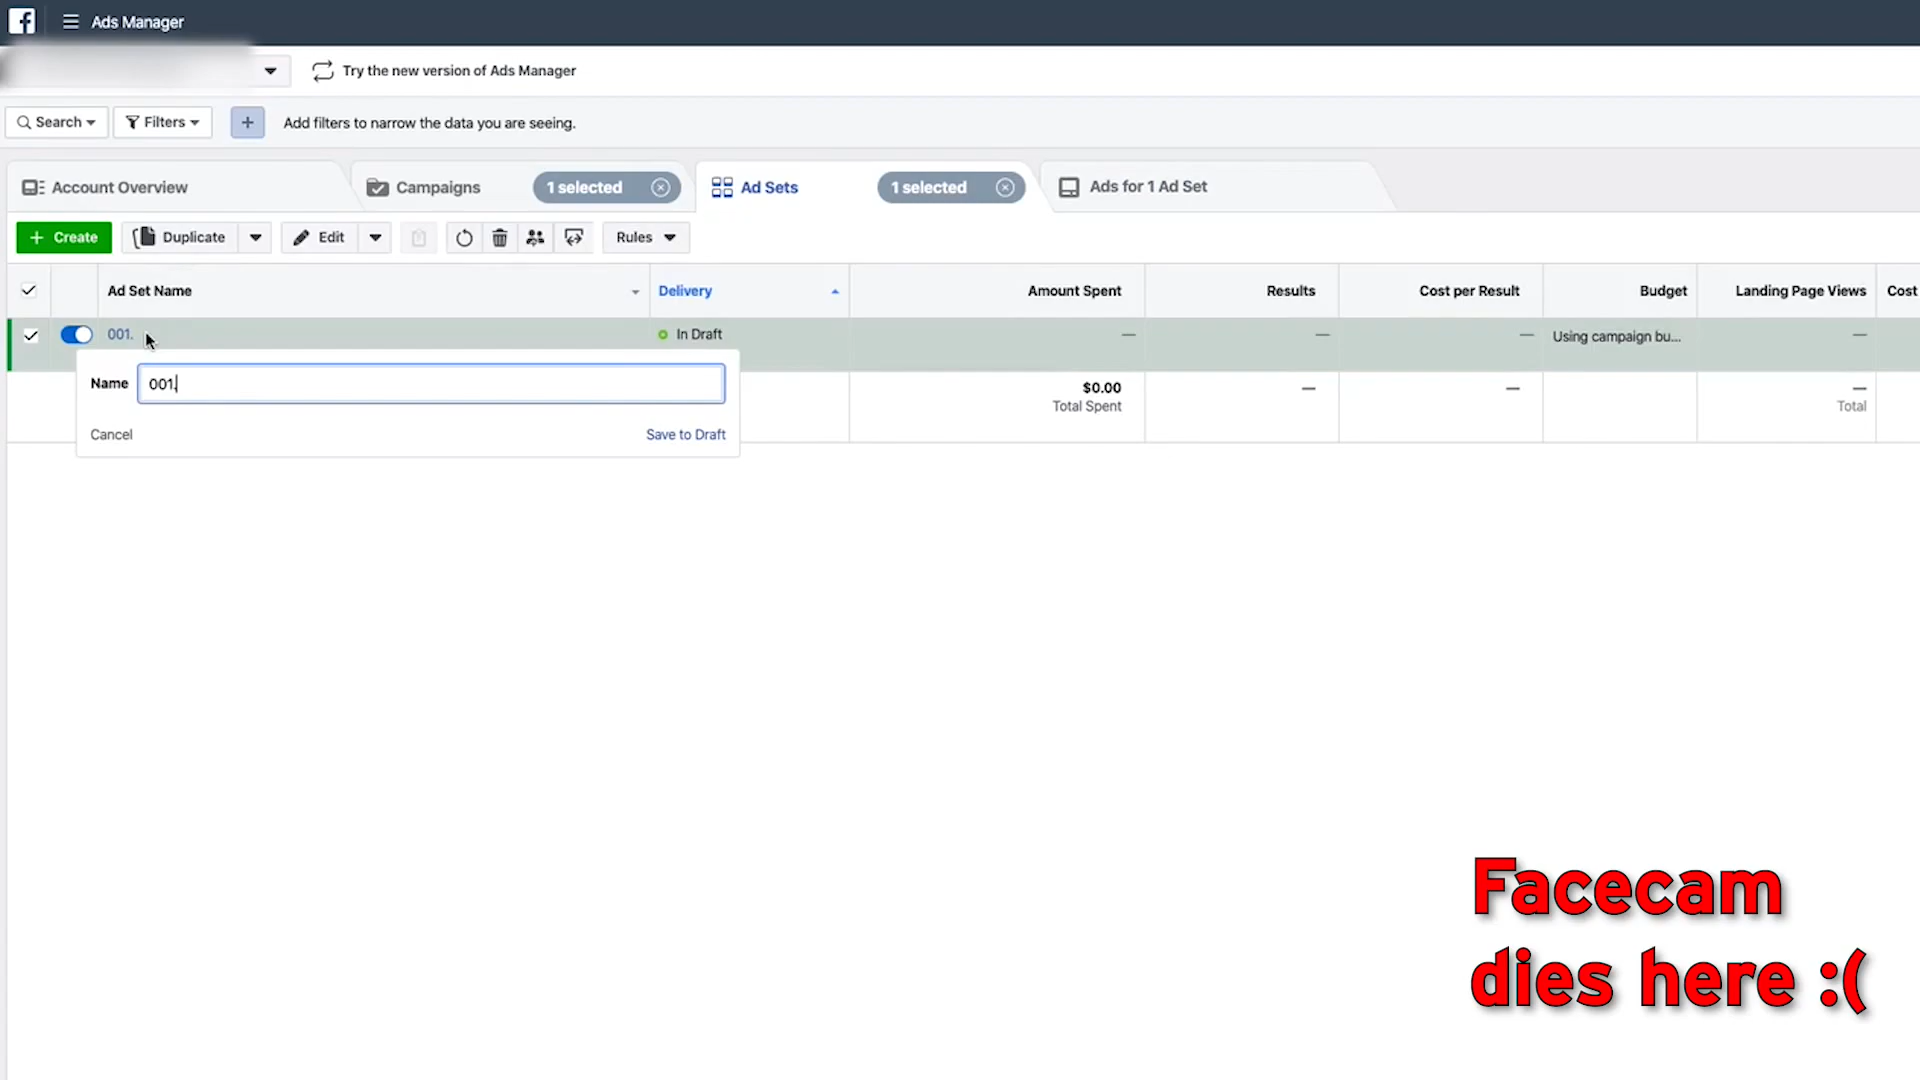 Ads Manager
Try the new version of Ads Manager
Search
Filters
+
Add filters to narrow the data you are seeing.
Account Overview
Campaigns
1 selected
Ad Sets
1 selected
Ads for 1 Ad Set
+ Create
Duplicate
Edit
Rules
Ad Set Name
Delivery
Amount Spent
Results
Cost per Result
Budget
Landing Page Views
Cost
001.
In Draft
—
—
—
Using campaign bu...
—
Name
001.
$0.00
—
—
—
Total Spent
Total
Cancel
Save to Draft
Facecam
dies here :(